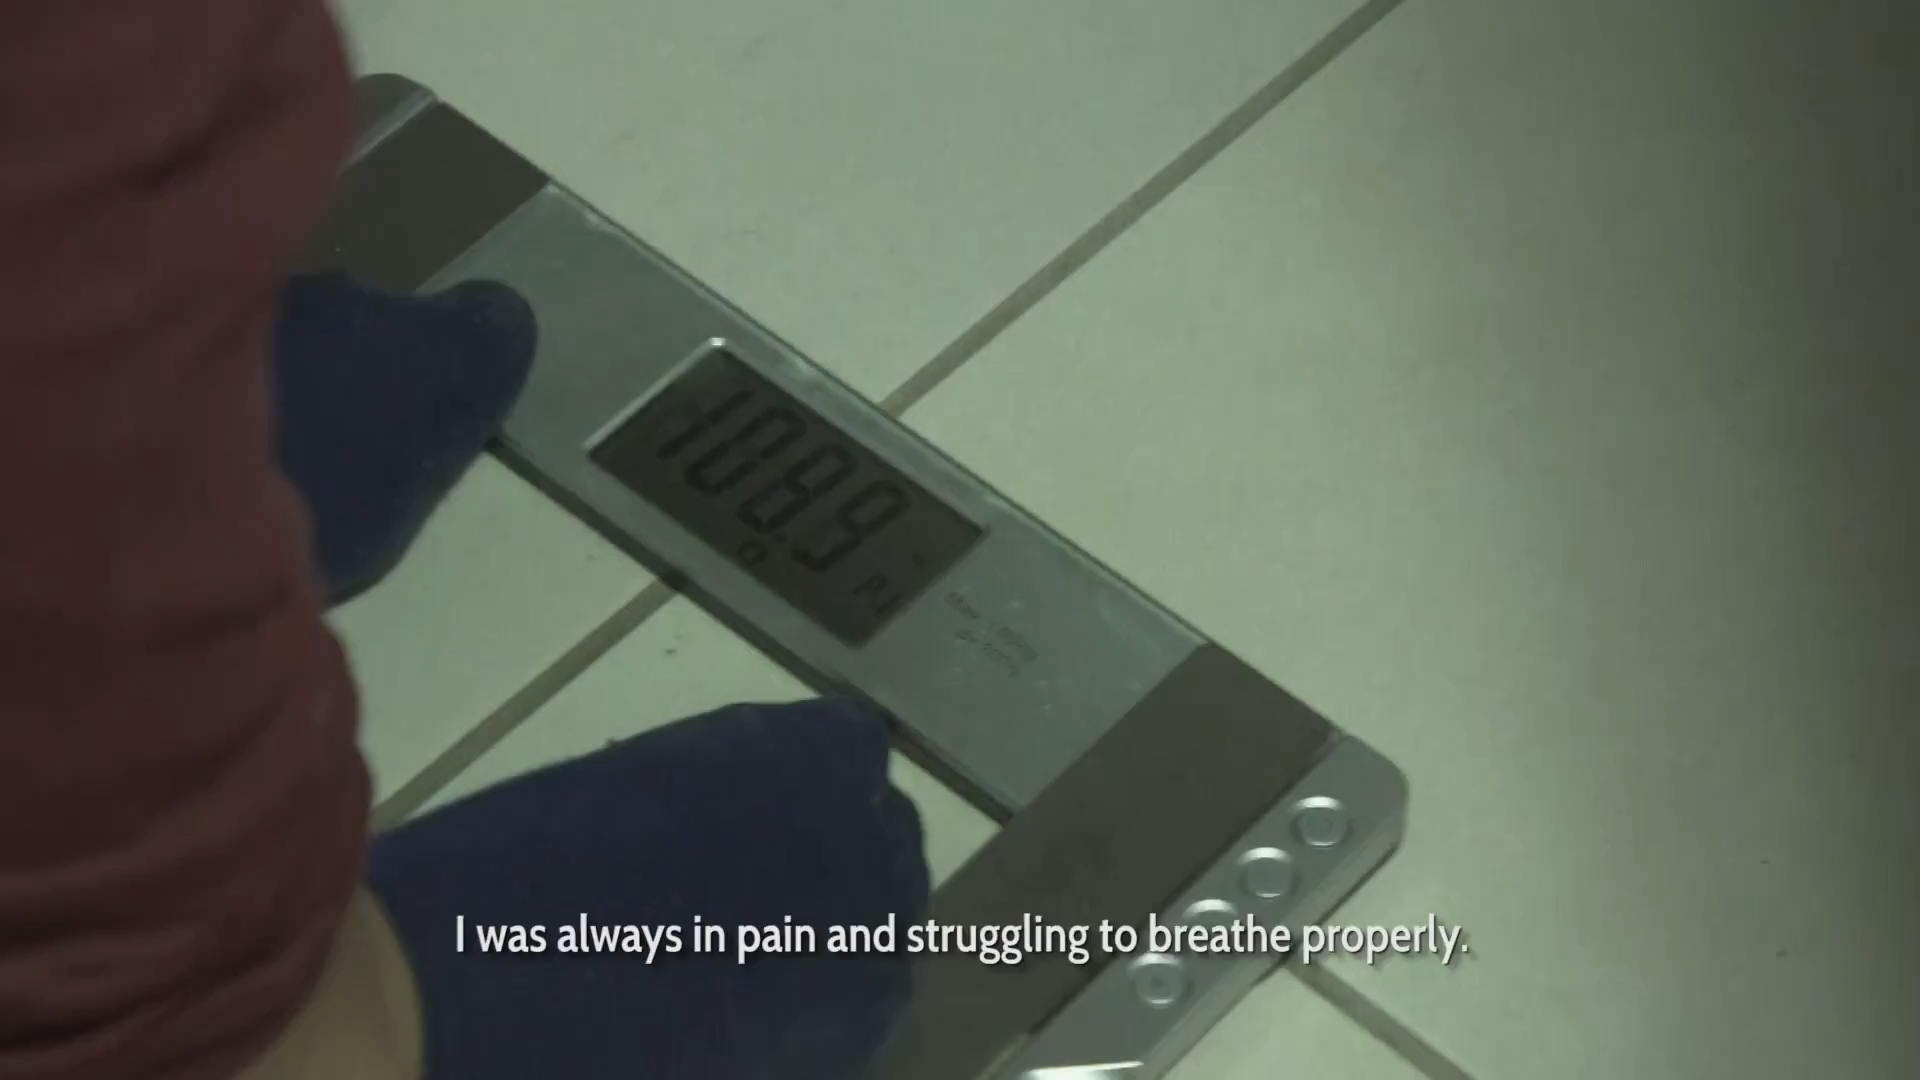 108.9
I was always in pain and struggling to breathe properly.